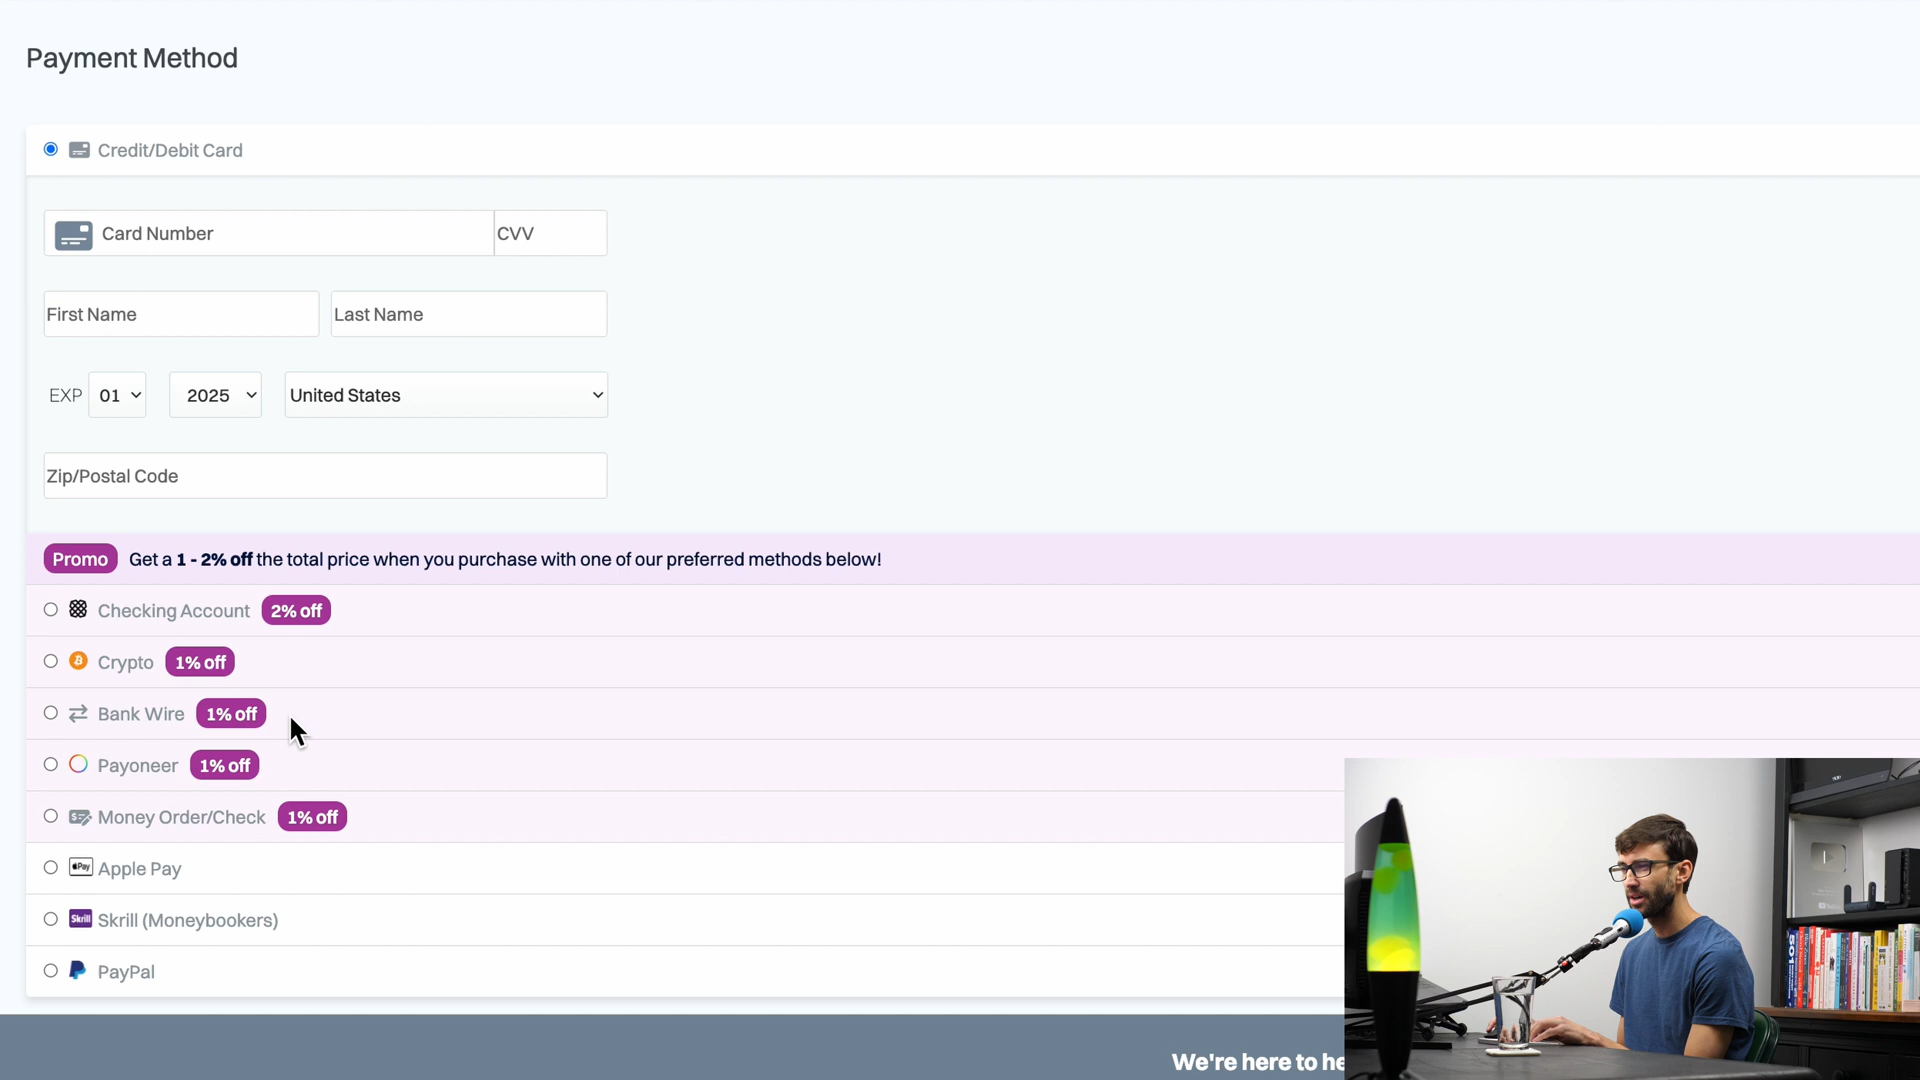 Payment Method
Credit/Debit Card
Card Number CVV
First Name Last Name
EXP 01 2025 United States
Zip/Postal Code
Promo Get a 1 - 2% off the total price when you purchase with one of our preferred methods below!
Checking Account 2% off
Crypto 1% off
Bank Wire 1% off
Payoneer 1% off
Money Order/Check 1% off
Pay Apple Pay
Skrill Skrill (Moneybookers)
PayPal
We're here to he